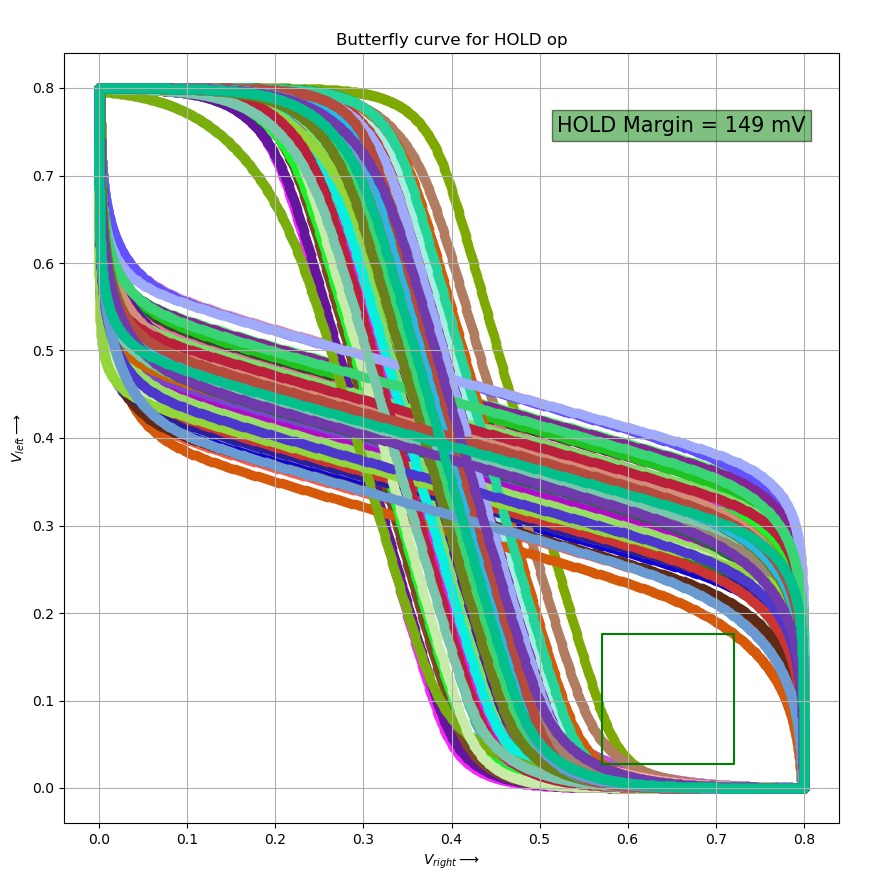 Butterfly curve for HOLD op
HOLD Margin = 149 mV
0.8
0.7
0.6
0.5
0.4
0.3
0.2
0.1
0.0
V_left ⟶
0.0 0.1 0.2 0.3 0.4 0.5 0.6 0.7 0.8
V_right ⟶